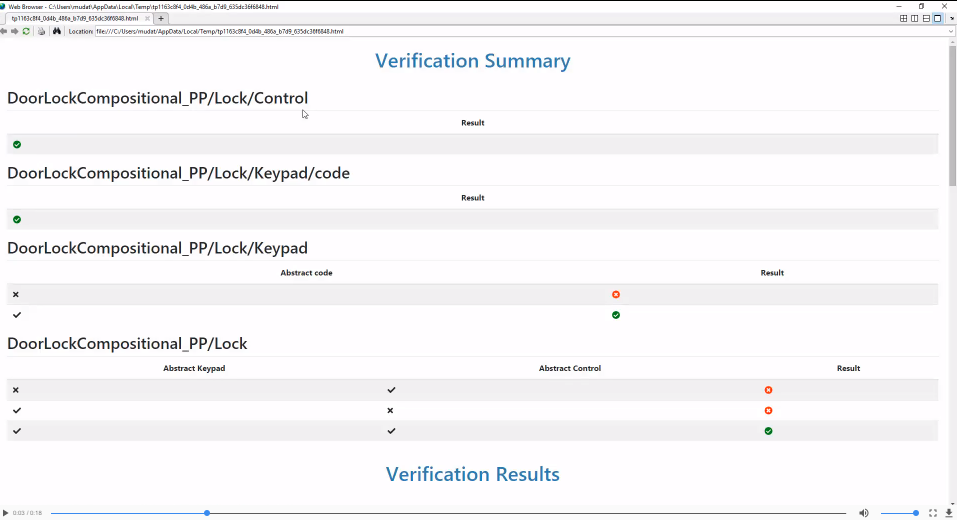 Web Browser - C:\Users\mudat\AppData\Local\Temp\tp1163c8f4_0d4b_486a_b7d9_635dc36f6848.html
tp1163c8f4_0d4b_486a_b7d9_635dc36f6848.html
Location: file:///C:/Users/mudat/AppData/Local/Temp/tp1163c8f4_0d4b_486a_b7d9_635dc36f6848.html
Verification Summary
DoorLockCompositional_PP/Lock/Control
Result
DoorLockCompositional_PP/Lock/Keypad/code
Result
DoorLockCompositional_PP/Lock/Keypad
Abstract code Result
DoorLockCompositional_PP/Lock
Abstract Keypad Abstract Control Result
Verification Results
0:03 / 0:18